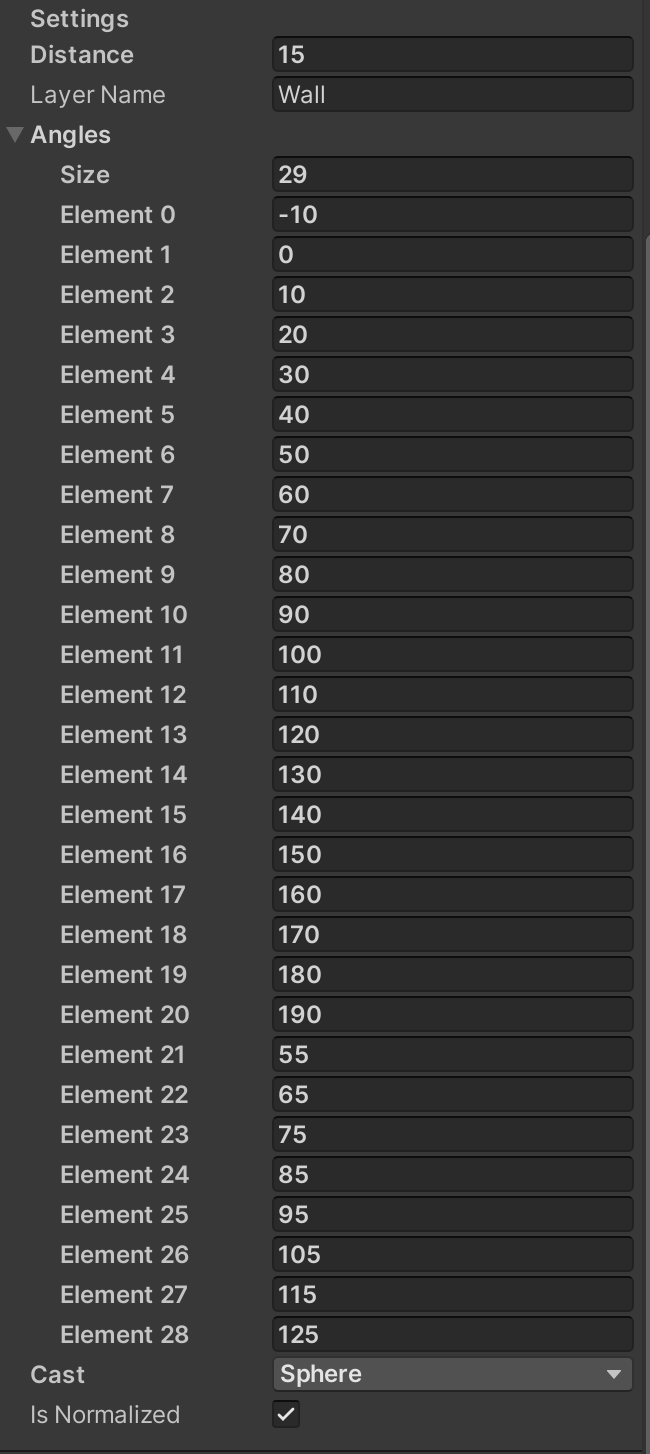 Settings
Distance 15
Layer Name Wall
Angles
Size 29
Element 0 -10
Element 1 0
Element 2 10
Element 3 20
Element 4 30
Element 5 40
Element 6 50
Element 7 60
Element 8 70
Element 9 80
Element 10 90
Element 11 100
Element 12 110
Element 13 120
Element 14 130
Element 15 140
Element 16 150
Element 17 160
Element 18 170
Element 19 180
Element 20 190
Element 21 55
Element 22 65
Element 23 75
Element 24 85
Element 25 95
Element 26 105
Element 27 115
Element 28 125
Cast Sphere
Is Normalized